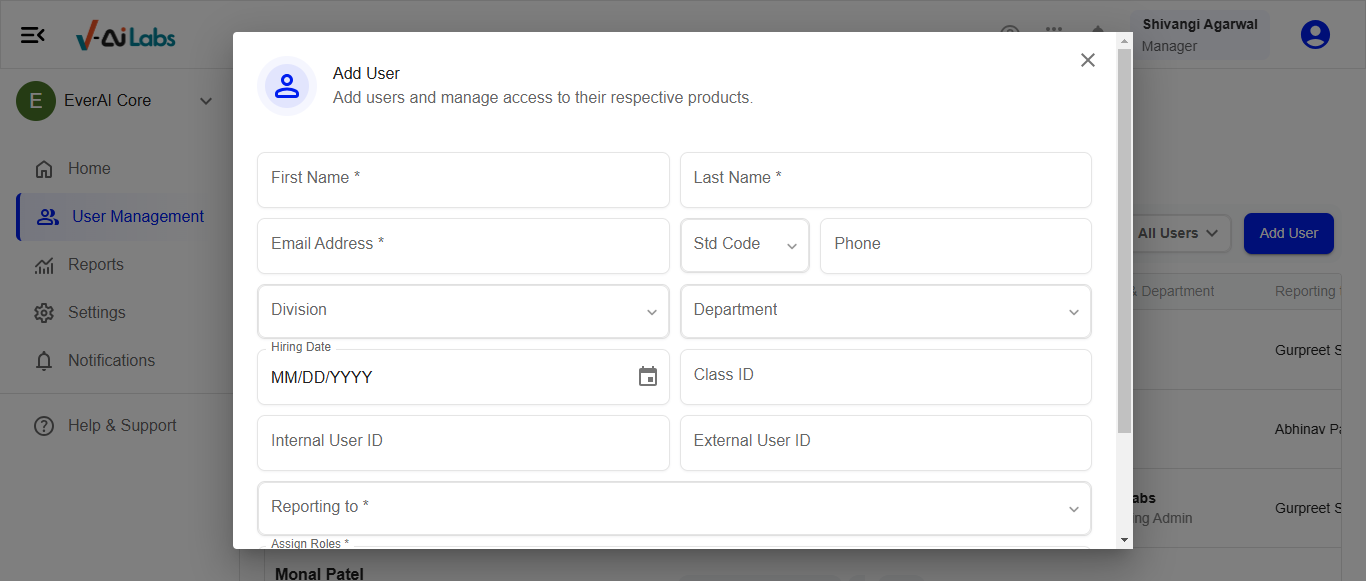 V-Ai Labs
Shivangi Agarwal
Manager
E EverAI Core
Home
User Management
Reports
Settings
Notifications
Help & Support
Add User
Add users and manage access to their respective products.
First Name *
Last Name *
Email Address *
Std Code
Phone
Division
Department
Hiring Date
MM/DD/YYYY
Class ID
Internal User ID
External User ID
Reporting to *
Assign Roles *
All Users
Add User
& Department
Reporting
Gurpreet S
Abhinav Pa
abs
ng Admin
Gurpreet S
Monal Patel